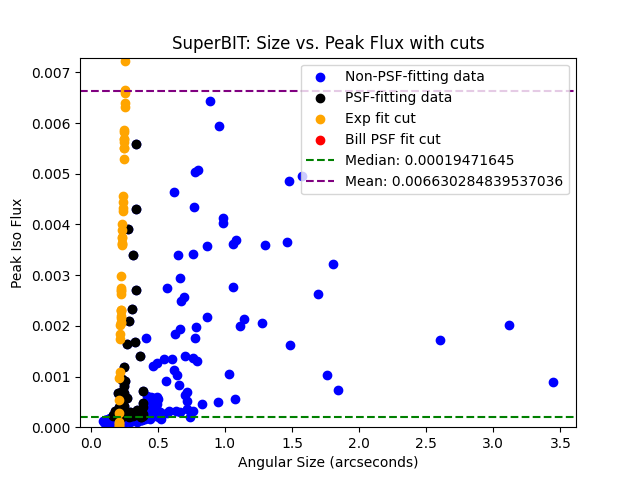 SuperBIT: Size vs. Peak Flux with cuts
Non-PSF-fitting data
PSF-fitting data
Exp fit cut
Bill PSF fit cut
Median: 0.00019471645
Mean: 0.006630284839537036
Peak Iso Flux
0.007
0.006
0.005
0.004
0.003
0.002
0.001
0.000
0.0 0.5 1.0 1.5 2.0 2.5 3.0 3.5
Angular Size (arcseconds)